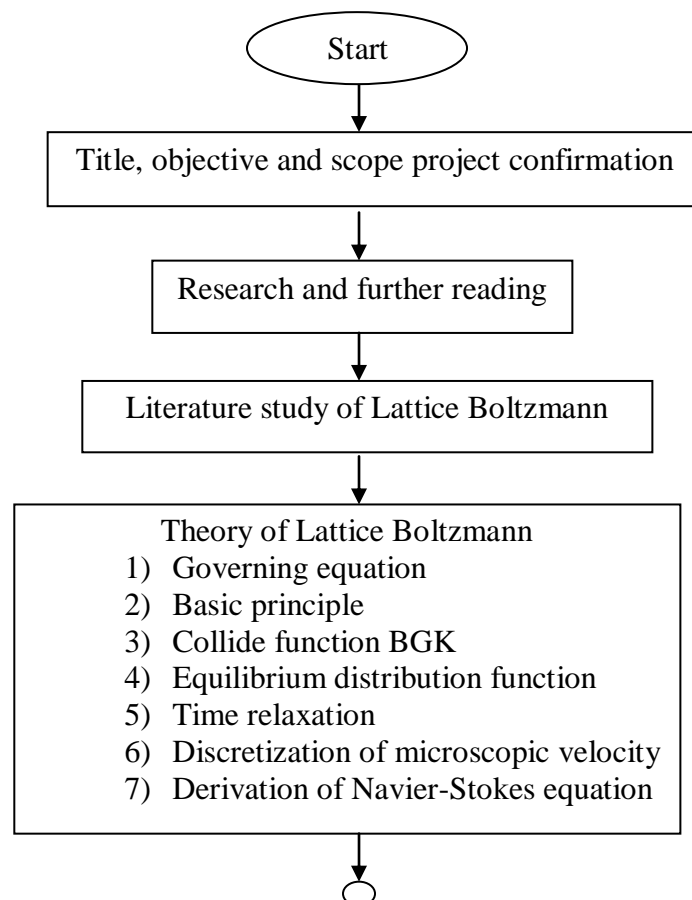 Start
Title, objective and scope project confirmation
Research and further reading
Literature study of Lattice Boltzmann
Theory of Lattice Boltzmann
1) Governing equation
2) Basic principle
3) Collide function BGK
4) Equilibrium distribution function
5) Time relaxation
6) Discretization of microscopic velocity
7) Derivation of Navier-Stokes equation